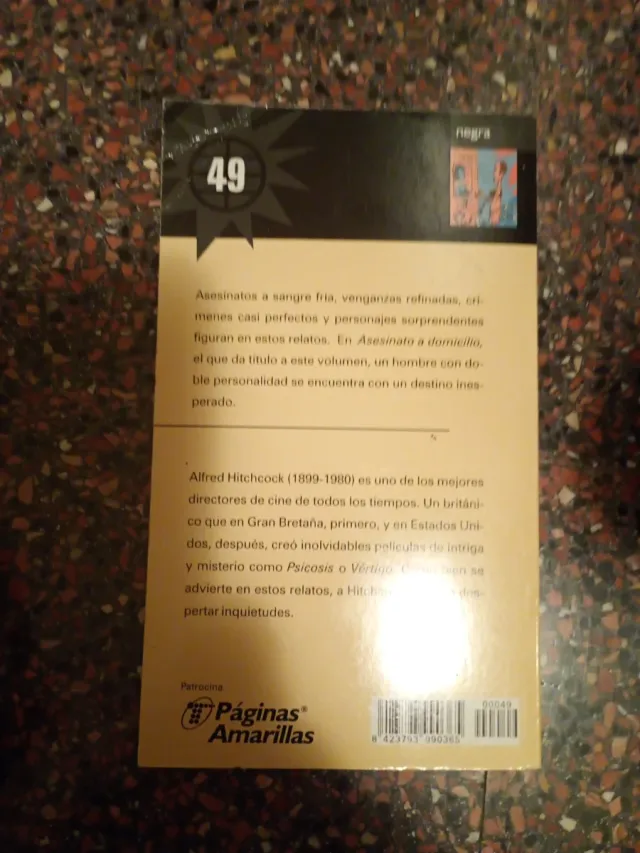 negra
49
Asesinatos a sangre fría, venganzas refinadas, crí-
menes casi perfectos y personajes sorprendentes
figuran en estos relatos. En Asesinato a domicilio,
el que da título a este volumen, un hombre con do-
ble personalidad se encuentra con un destino ines-
perado.
Alfred Hitchcock (1899-1980) es uno de los mejores
directores de cine de todos los tiempos. Un británi-
co que en Gran Bretaña, primero, y en Estados Uni-
dos, después, creó inolvidables películas de intriga
y misterio como Psicosis o Vértigo. se
advierte en estos relatos, a des-
pertar inquietudes.
Patrocina
Páginas®
Amarillas
00049
8 423793 990365